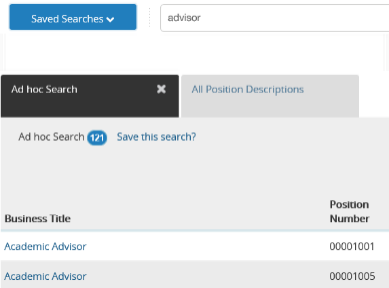 Saved Searches
advisor
Ad hoc Search
All Position Descriptions
Ad hoc Search 121 Save this search?
Business Title Position Number
Academic Advisor 00001001
Academic Advisor 00001005